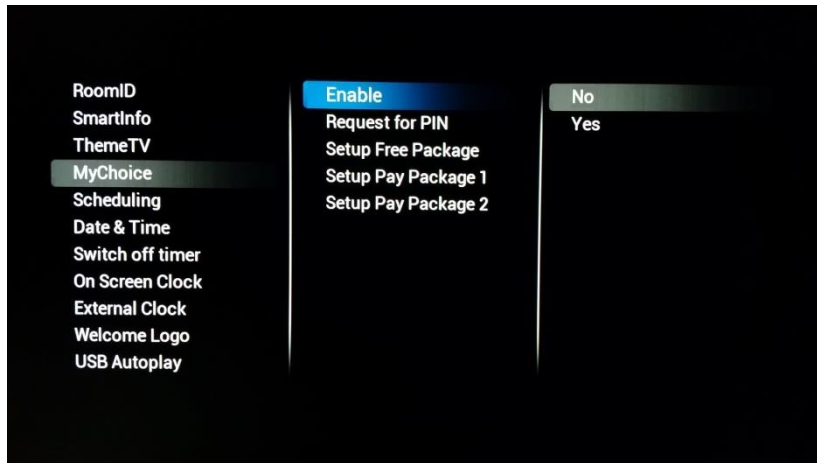 RoomID
SmartInfo
ThemeTV
MyChoice
Scheduling
Date & Time
Switch off timer
On Screen Clock
External Clock
Welcome Logo
USB Autoplay
Enable
Request for PIN
Setup Free Package
Setup Pay Package 1
Setup Pay Package 2
No
Yes